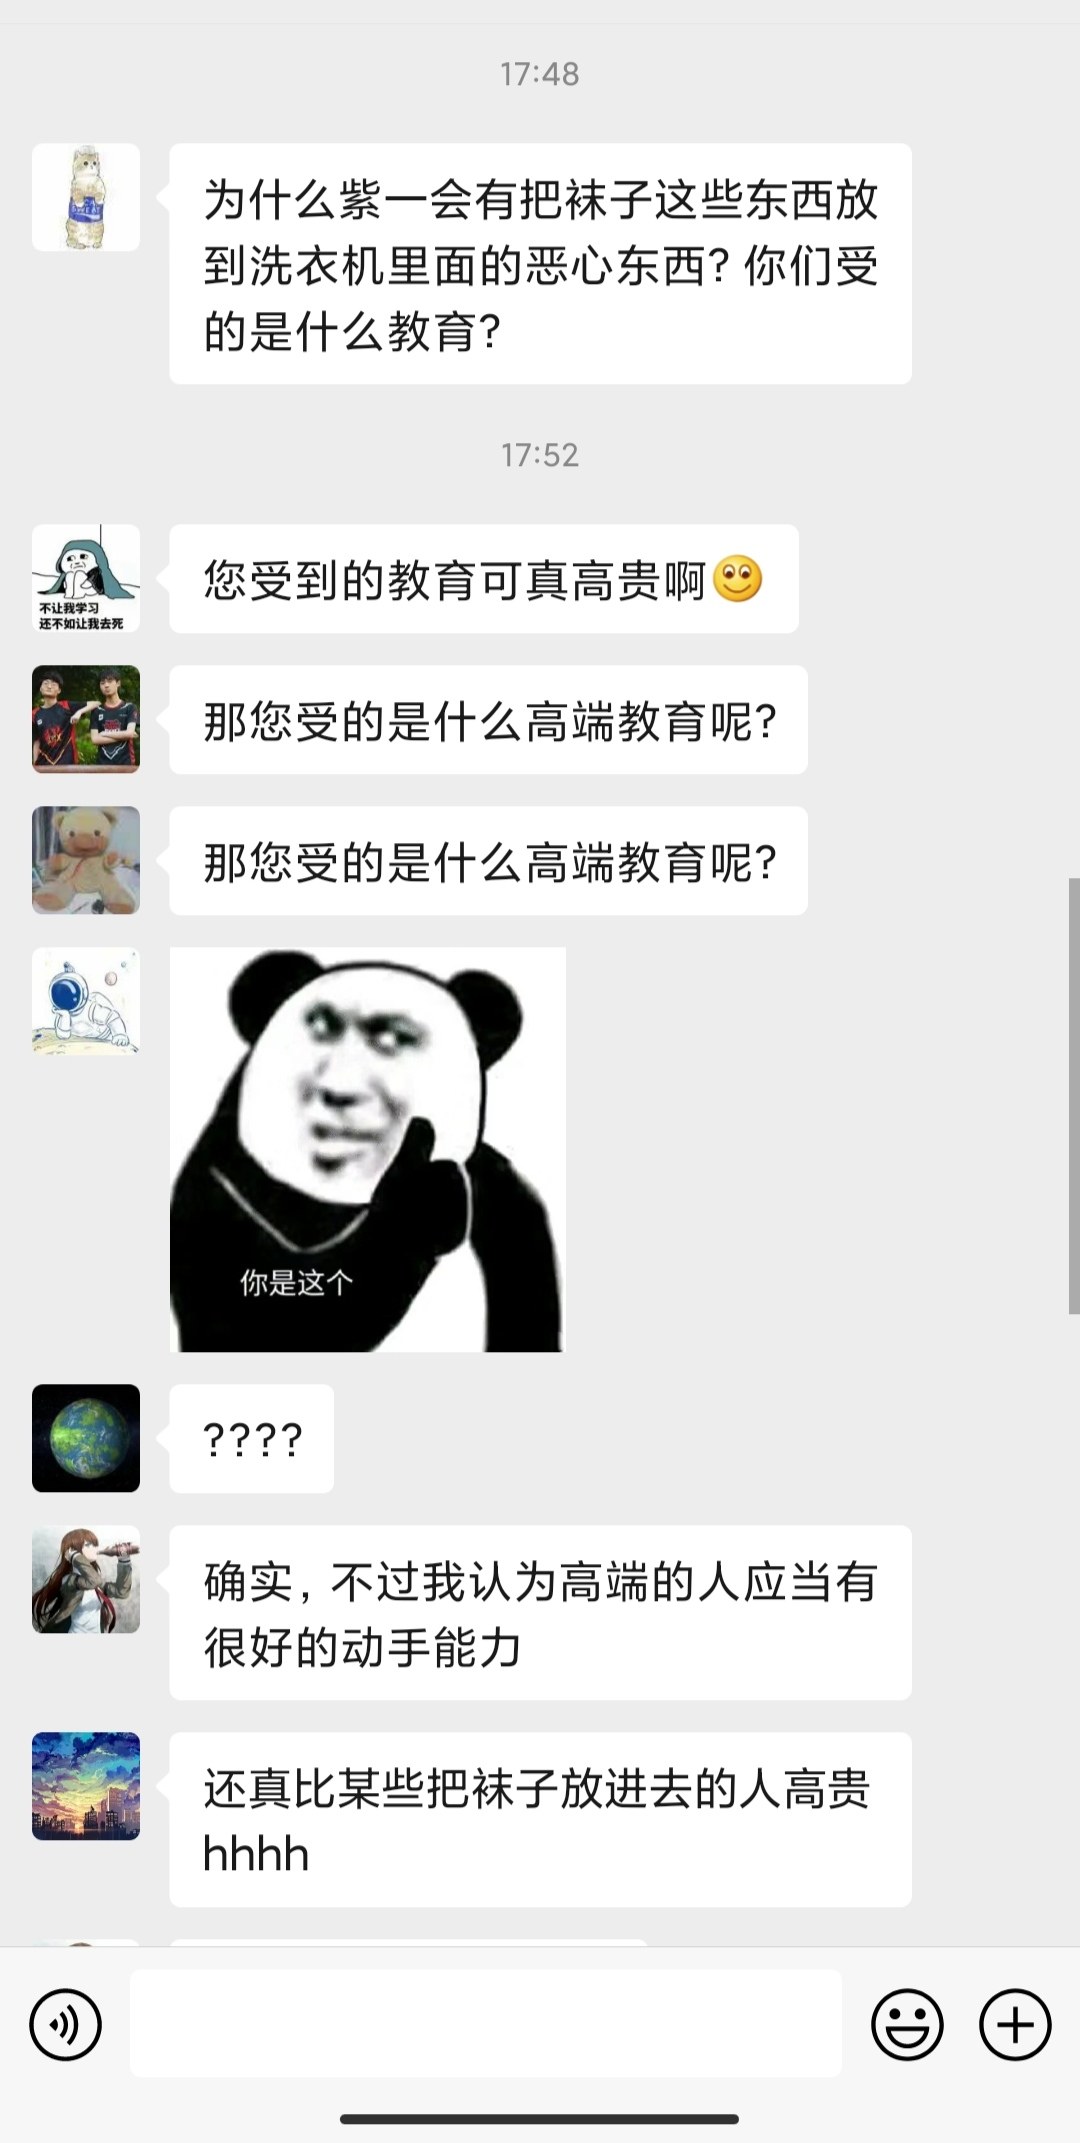 17:48
为什么紫一会有把袜子这些东西放
到洗衣机里面的恶心东西?你们受
的是什么教育?
17:52
不让我学习
还不如让我去死
您受到的教育可真高贵啊
那您受的是什么高端教育呢?
那您受的是什么高端教育呢?
你是这个
????
确实,不过我认为高端的人应当有
很好的动手能力
还真比某些把袜子放进去的人高贵
hhhh